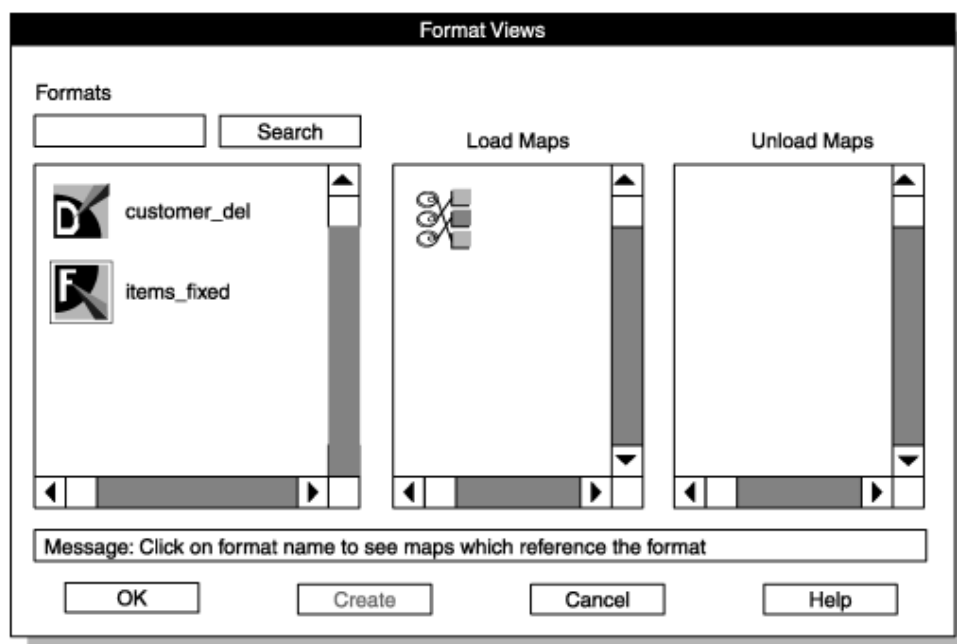 Format Views
Formats
Search
Load Maps
Unload Maps
D
customer_del
F
items_fixed
Message: Click on format name to see maps which reference the format
OK
Create
Cancel
Help